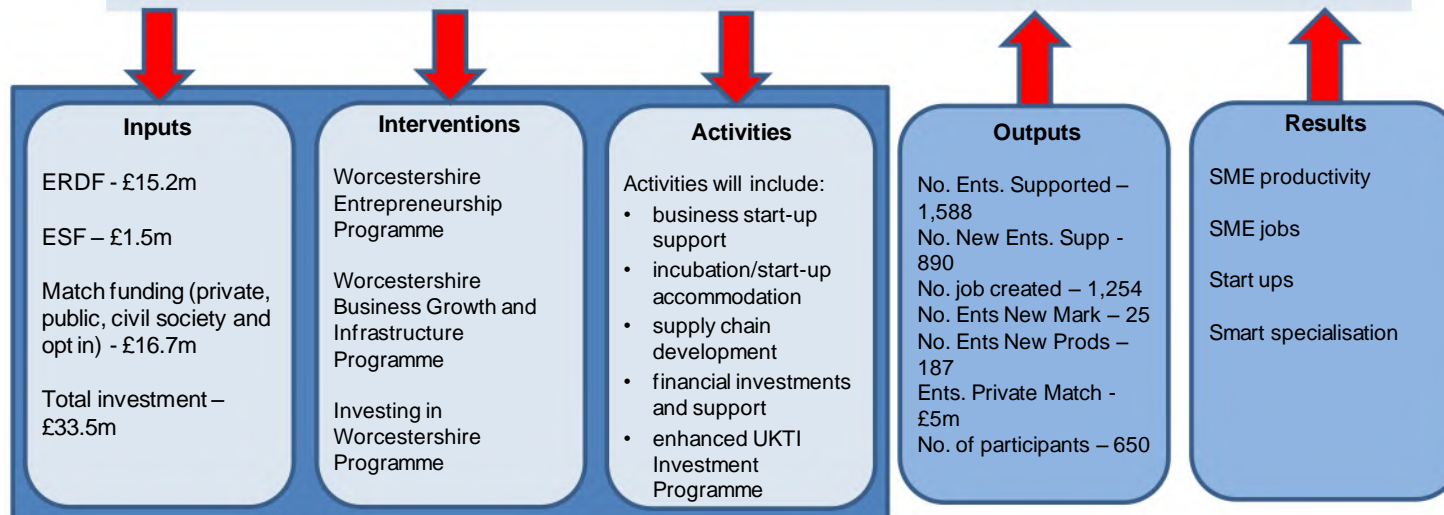 Inputs
ERDF - £15.2m
ESF – £1.5m
Match funding (private,
public, civil society and
opt in) - £16.7m
Total investment –
£33.5m
Interventions
Worcestershire
Entrepreneurship
Programme
Worcestershire
Business Growth and
Infrastructure
Programme
Investing in
Worcestershire
Programme
Activities
Activities will include:
• business start-up
support
• incubation/start-up
accommodation
• supply chain
development
• financial investments
and support
• enhanced UKTI
Investment
Programme
Outputs
No. Ents. Supported –
1,588
No. New Ents. Supp -
890
No. job created – 1,254
No. Ents New Mark – 25
No. Ents New Prods –
187
Ents. Private Match -
£5m
No. of participants – 650
Results
SME productivity
SME jobs
Start ups
Smart specialisation